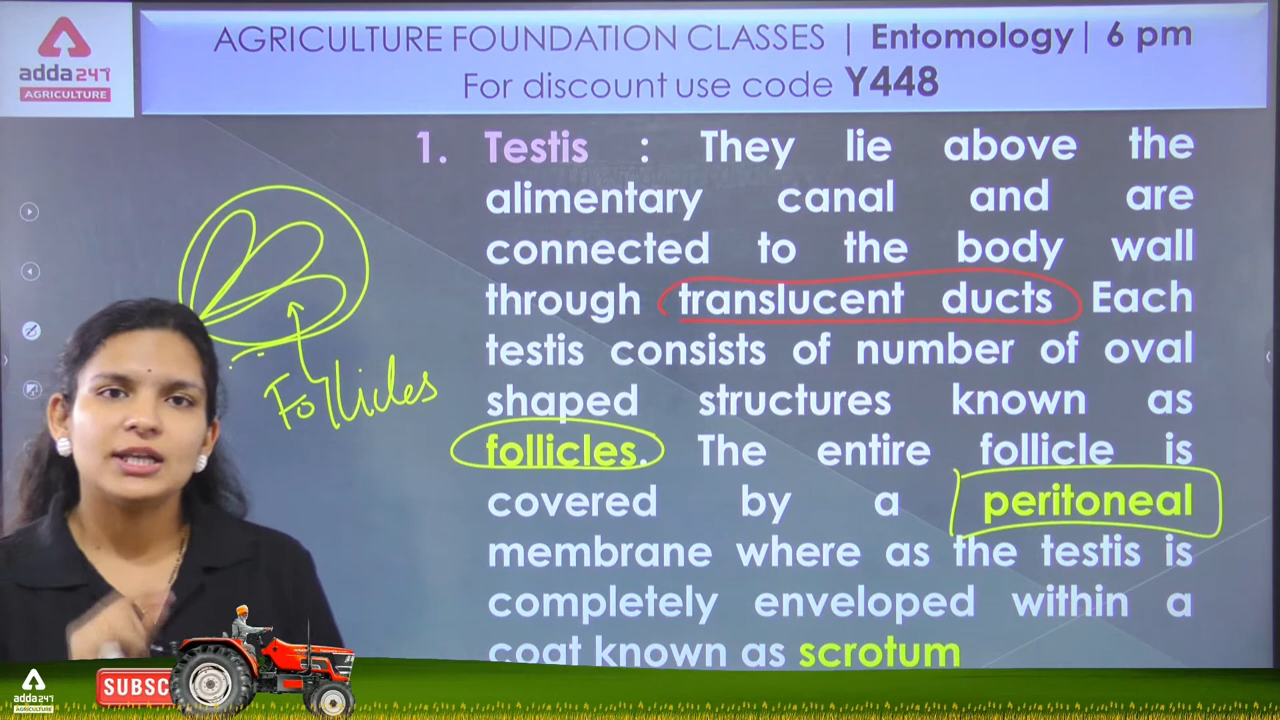 adda247
AGRICULTURE
AGRICULTURE FOUNDATION CLASSES | Entomology| 6 pm
For discount use code Y448
1. Testis : They lie above the
alimentary canal and are
connected to the body wall
through translucent ducts Each
testis consists of number of oval
shaped structures known as
follicles. The entire follicle is
covered by a peritoneal
membrane where as the testis is
completely enveloped within a
coat known as scrotum
Follicles
adda247
AGRICULTURE
SUBSC